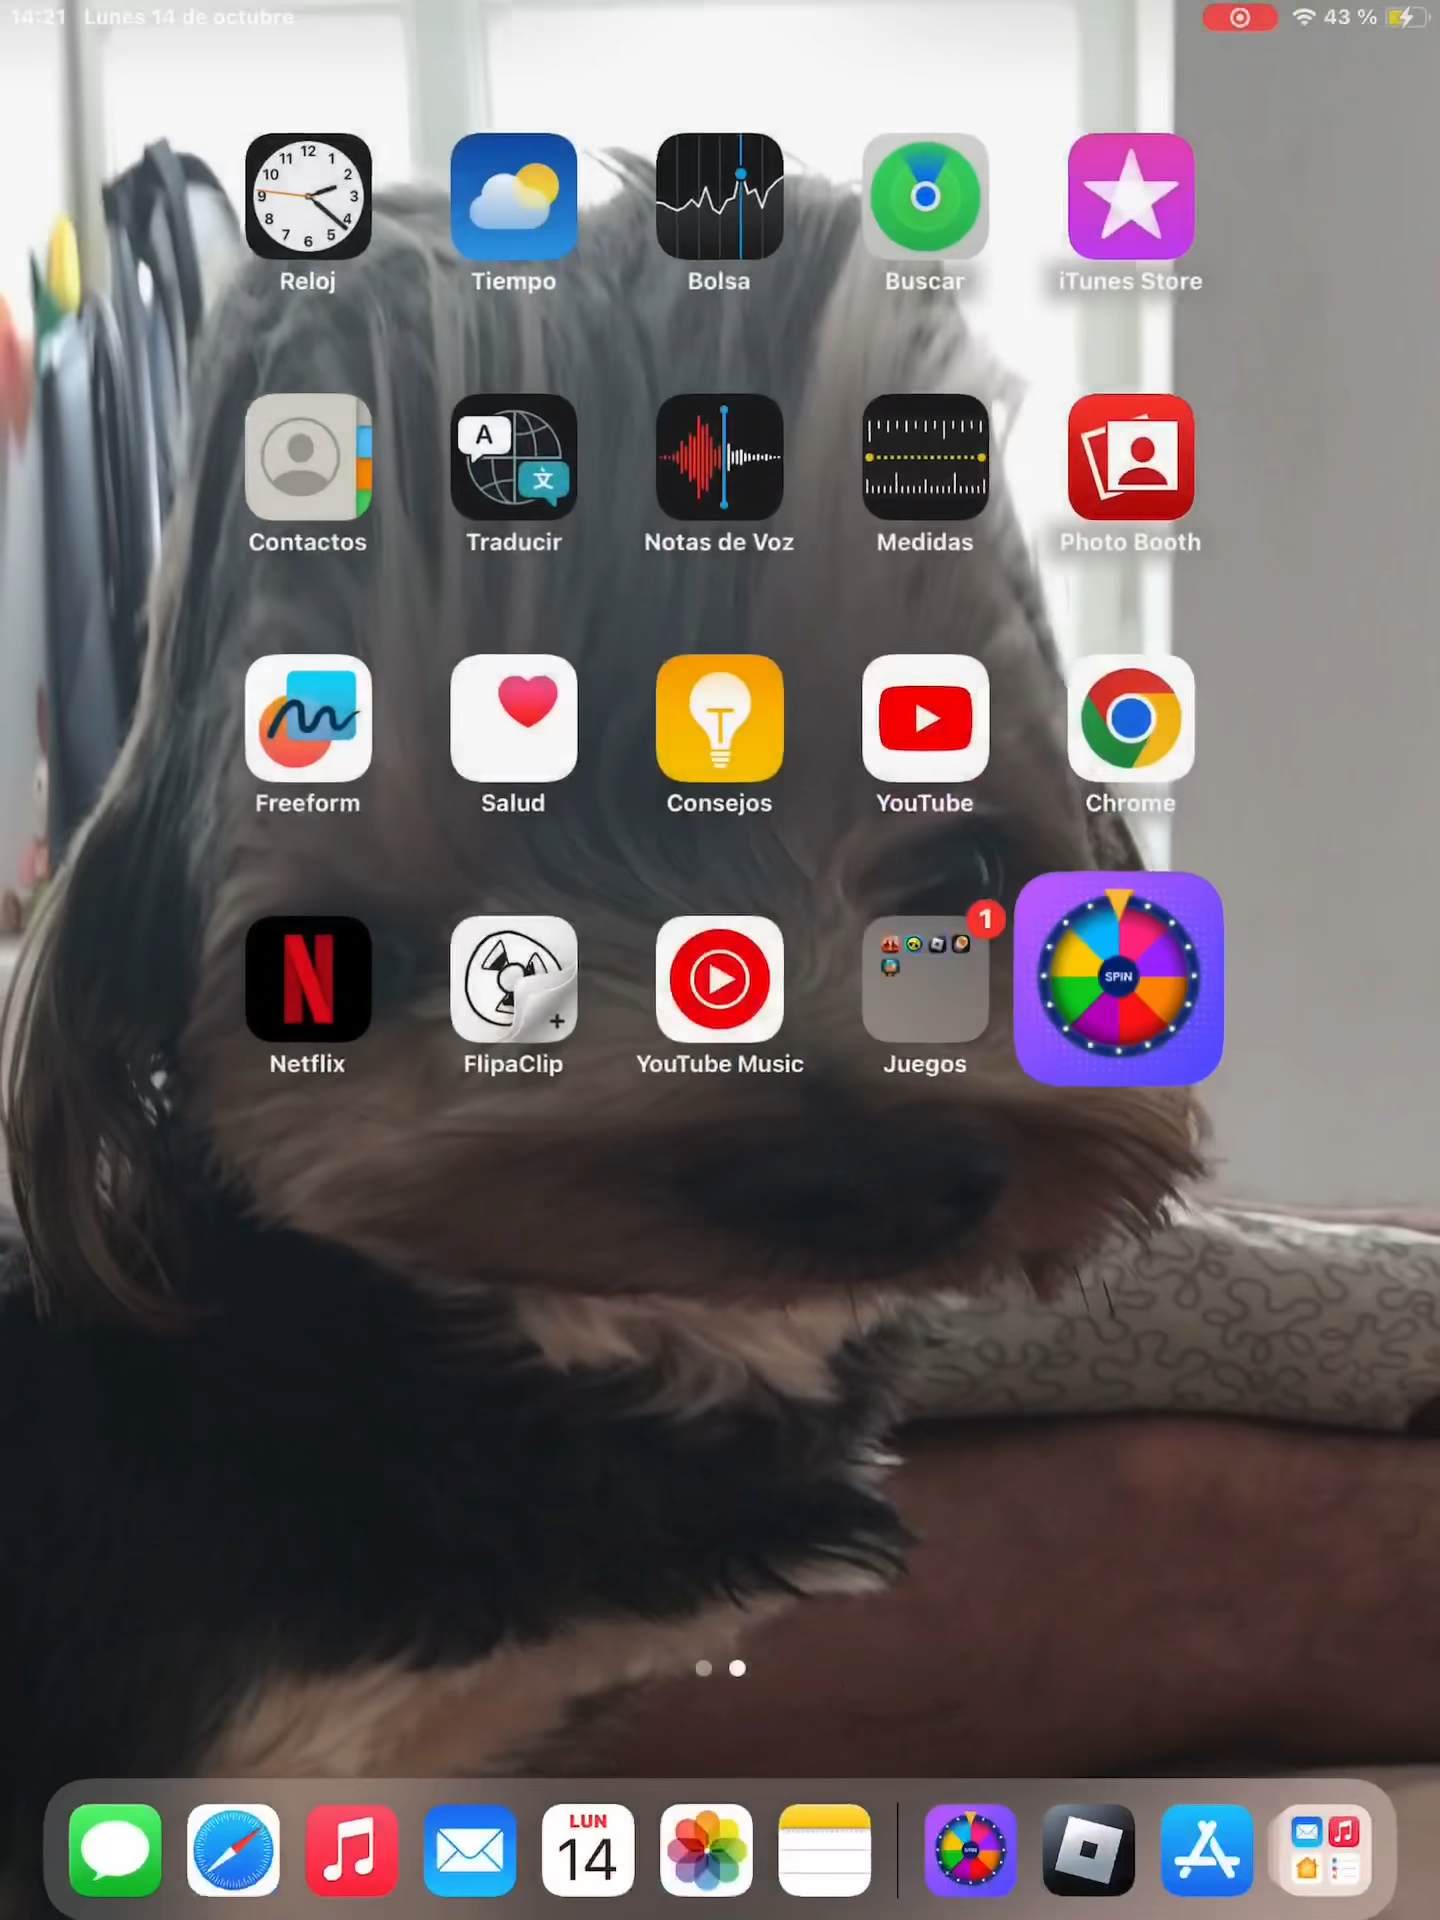 14:21 Lunes 14 de octubre
43 %
12
11 1
10 2
9 3
8 4
7 5
6
Reloj
Tiempo
Bolsa
Buscar
iTunes Store
A
文
Contactos
Traducir
Notas de Voz
Medidas
Photo Booth
Freeform
Salud
Consejos
YouTube
Chrome
1
SPIN
N
Netflix
FlipaClip
YouTube Music
Juegos
LUN
14
SPIN